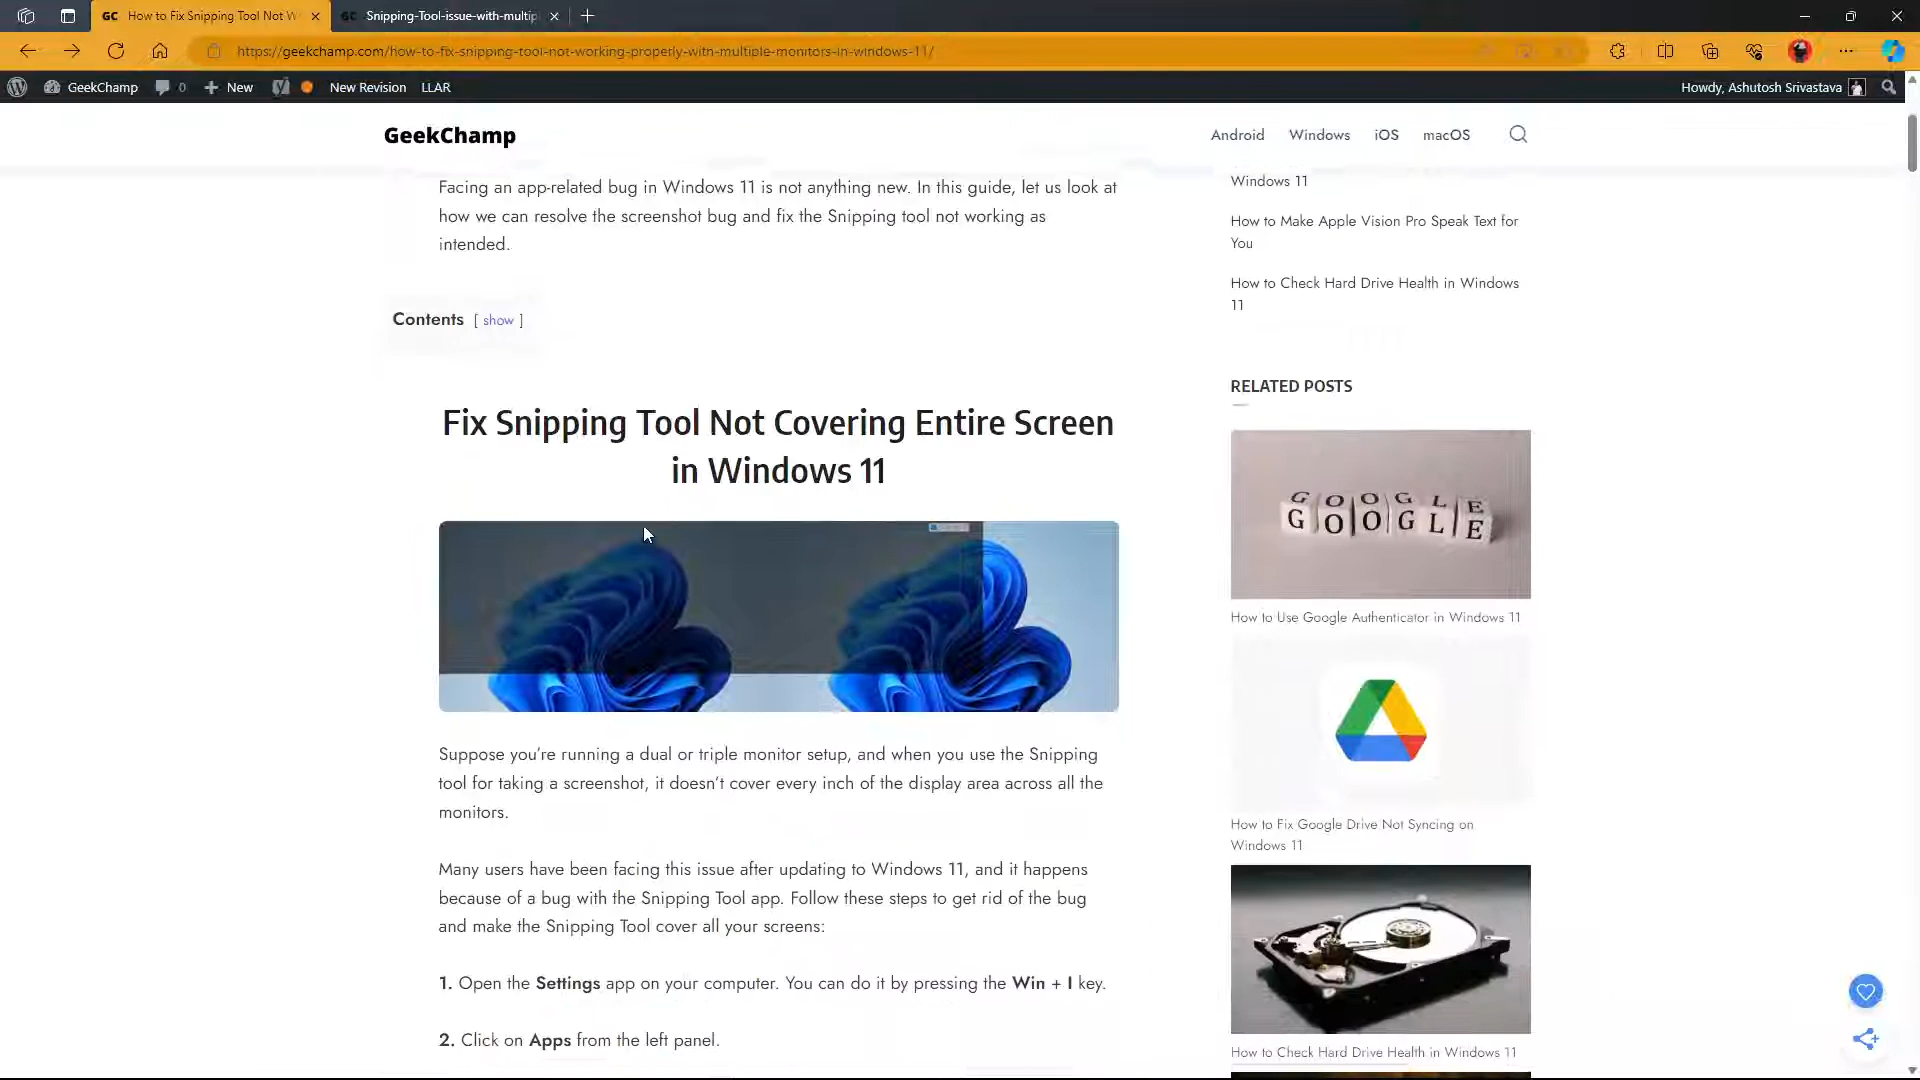 GC How to Fix Snipping Tool Not W
GC Snipping-Tool-issue-with-multip
https://geekchamp.com/how-to-fix-snipping-tool-not-working-properly-with-multiple-monitors-in-windows-11/
GeekChamp 0 New New Revision LLAR Howdy, Ashutosh Srivastava
GeekChamp Android Windows iOS macOS
Facing an app-related bug in Windows 11 is not anything new. In this guide, let us look at
how we can resolve the screenshot bug and fix the Snipping tool not working as
intended.
Contents [ show ]
Fix Snipping Tool Not Covering Entire Screen
in Windows 11
Suppose you're running a dual or triple monitor setup, and when you use the Snipping
tool for taking a screenshot, it doesn't cover every inch of the display area across all the
monitors.
Many users have been facing this issue after updating to Windows 11, and it happens
because of a bug with the Snipping Tool app. Follow these steps to get rid of the bug
and make the Snipping Tool cover all your screens:
1. Open the Settings app on your computer. You can do it by pressing the Win + I key.
2. Click on Apps from the left panel.
Windows 11
How to Make Apple Vision Pro Speak Text for
You
How to Check Hard Drive Health in Windows
11
RELATED POSTS
GOOGLE
GOOGLE
How to Use Google Authenticator in Windows 11
How to Fix Google Drive Not Syncing on
Windows 11
How to Check Hard Drive Health in Windows 11